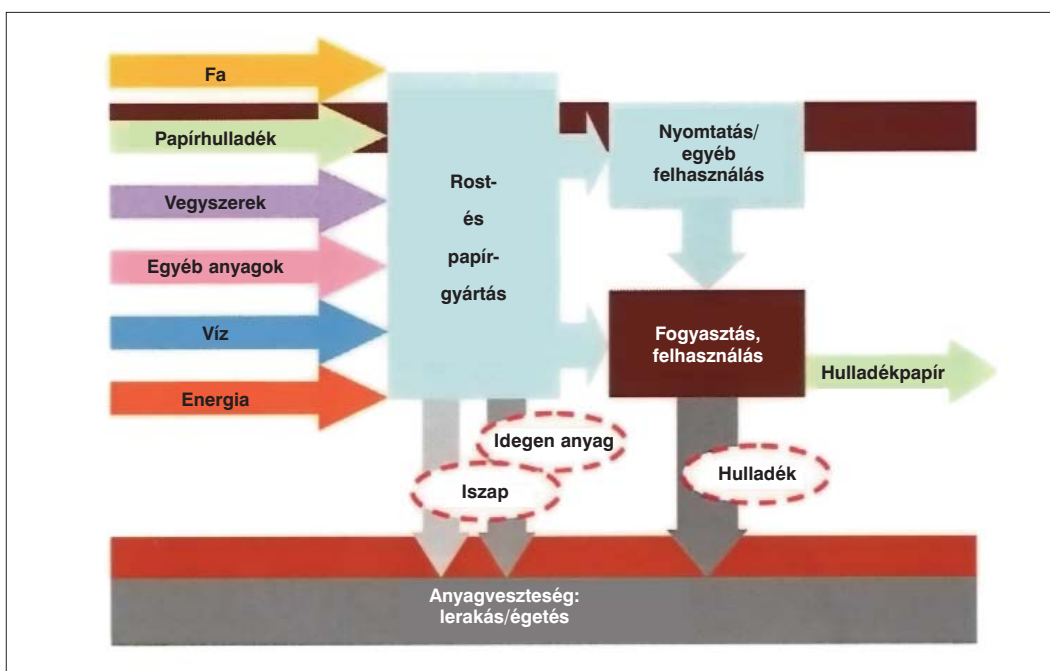 Fa
Papírhulladék
Vegyszerek
Egyéb anyagok
Víz
Energia
Rost-
és
papír-
gyártás
Nyomtatás/
egyéb
felhasználás
Fogyasztás,
felhasználás
Hulladékpapír
Idegen anyag
Iszap
Hulladék
Anyagveszteség:
lerakás/égetés